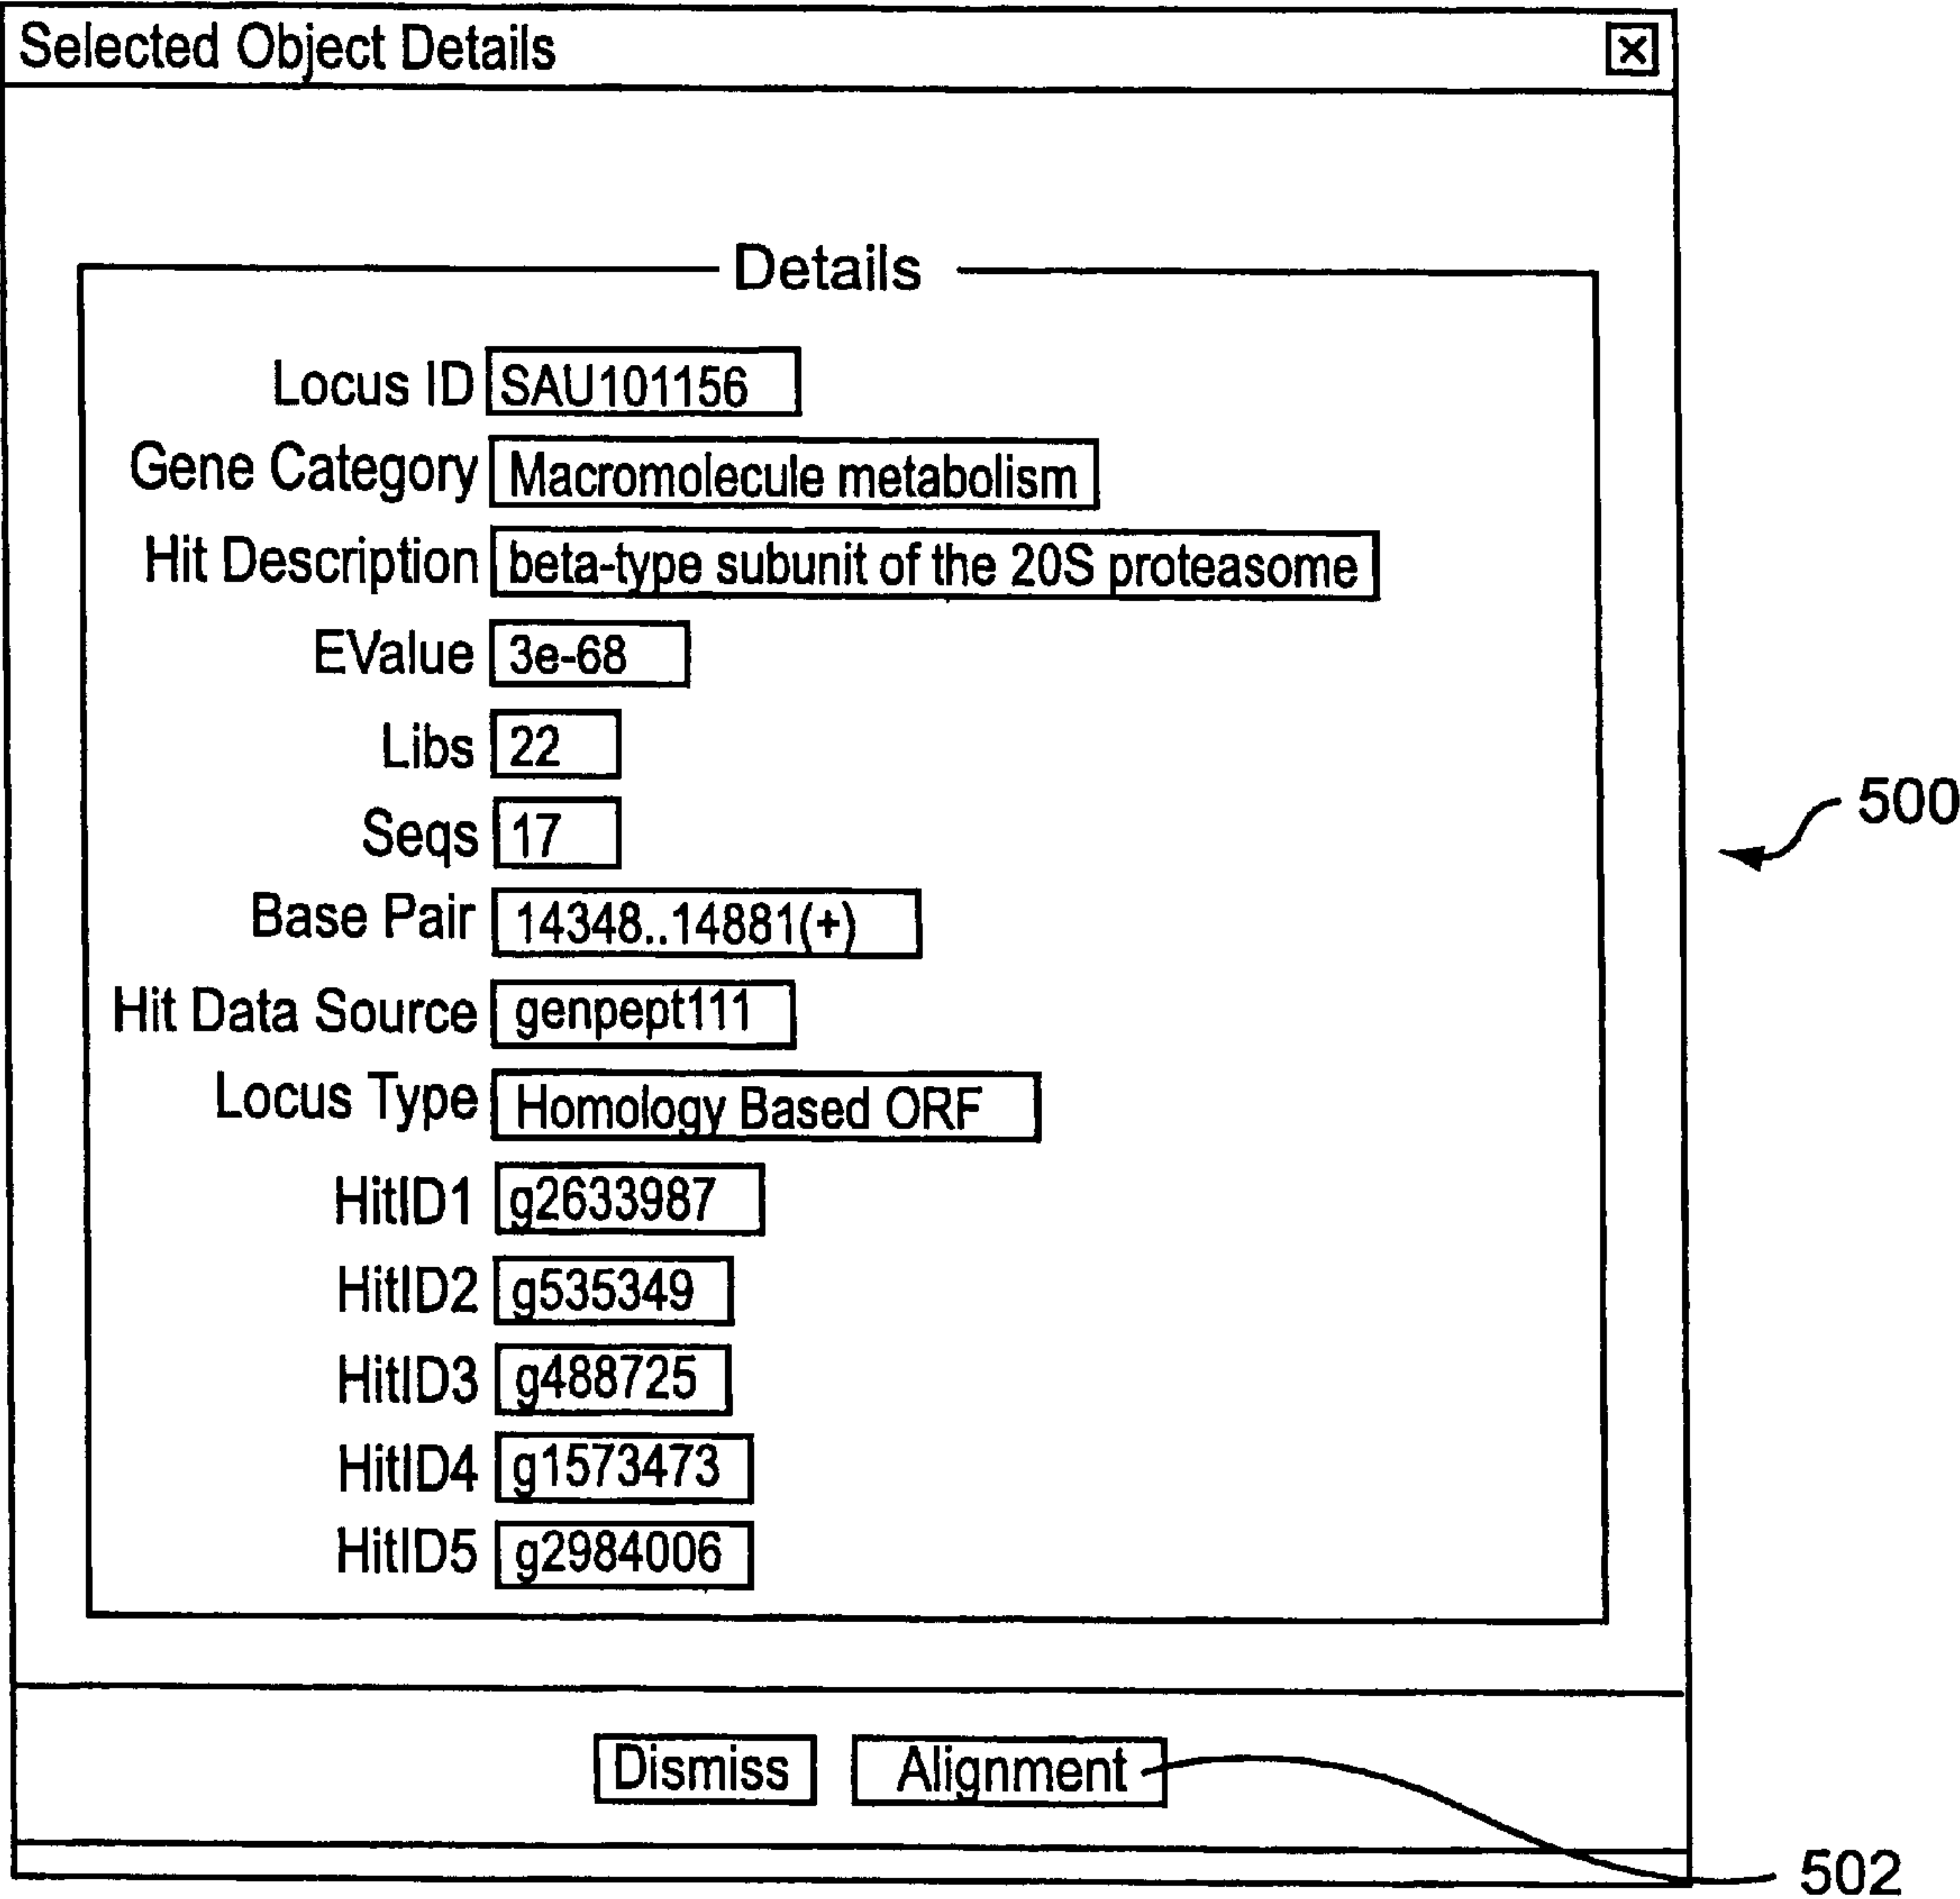 Selected Object Details
Details
Locus ID SAU101156
Gene Category Macromolecule metabolism
Hit Description beta-type subunit of the 20S proteasome
EValue 3e-68
Libs 22
Seqs 17
500
Base Pair 14348..14881(+)
Hit Data Source genpept111
Locus Type Homology Based ORF
HitID1 g2633987
HitID2 g535349
HitID3 g488725
HitID4 g1573473
HitID5 g2984006
Dismiss Alignment
502